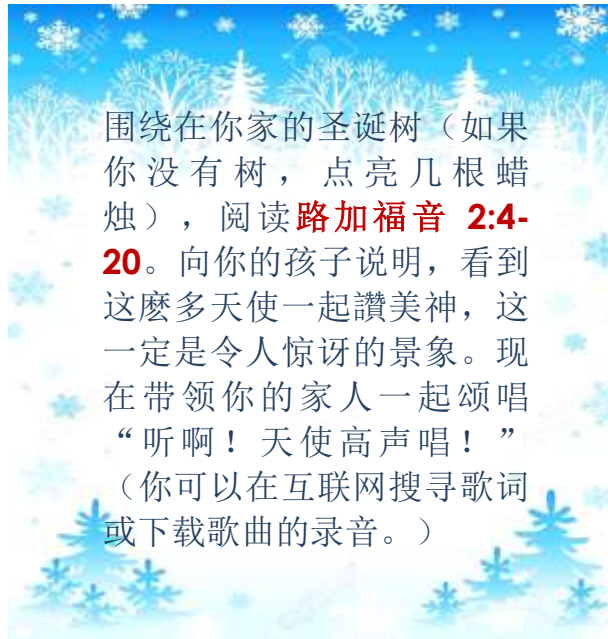 围绕在你家的圣诞树（如果
你没有树，点亮几根蜡
烛），阅读路加福音 2:4-
20。向你的孩子说明，看到
这麽多天使一起讚美神，这
一定是令人惊讶的景象。现
在带领你的家人一起颂唱
“听啊！天使高声唱！”
（你可以在互联网搜寻歌词
或下载歌曲的录音。）